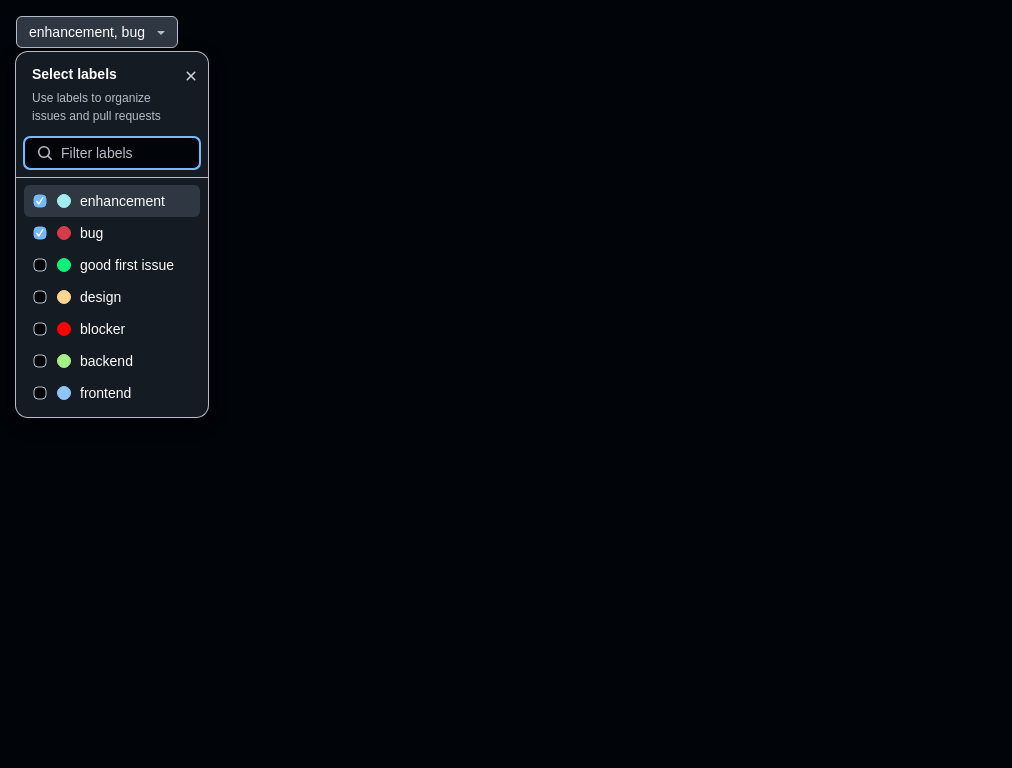 enhancement, bug
Select labels
Use labels to organize
issues and pull requests
Filter labels
enhancement
bug
good first issue
design
blocker
backend
frontend